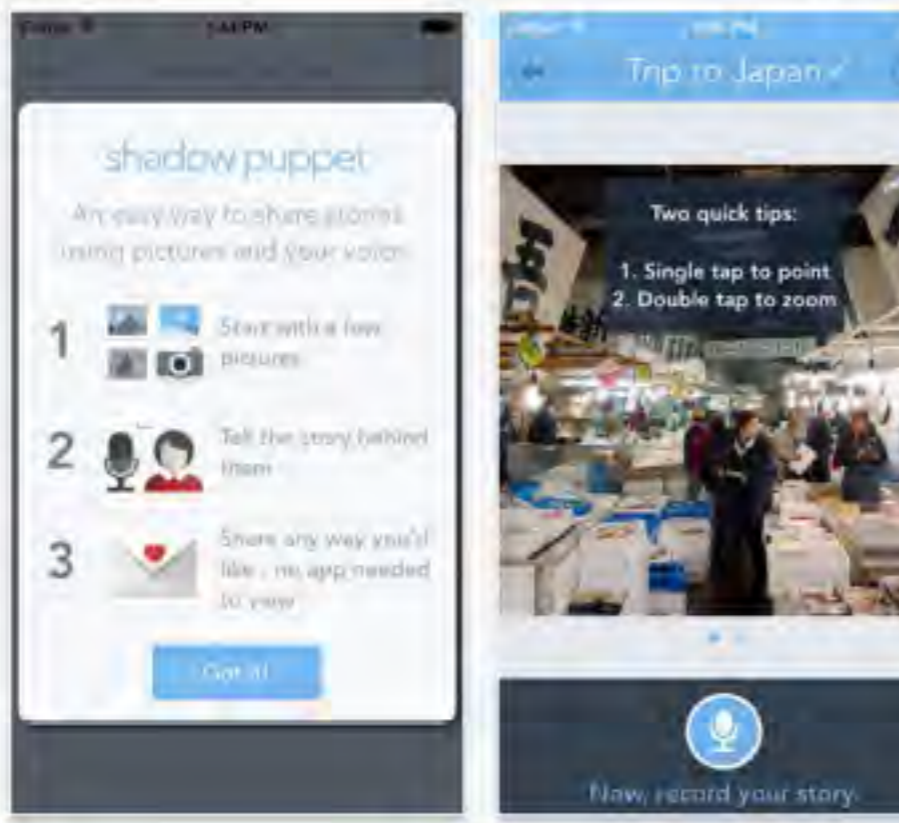 1:44 PM
shadow puppet
An easy way to share stories
using pictures and your voice.
1
Start with a few
pictures
2
Tell the story behind
them
3
Share any way you'd
like - no app needed
to view
Got it!
Trip to Japan
Two quick tips:
1. Single tap to point
2. Double tap to zoom
Now, record your story.